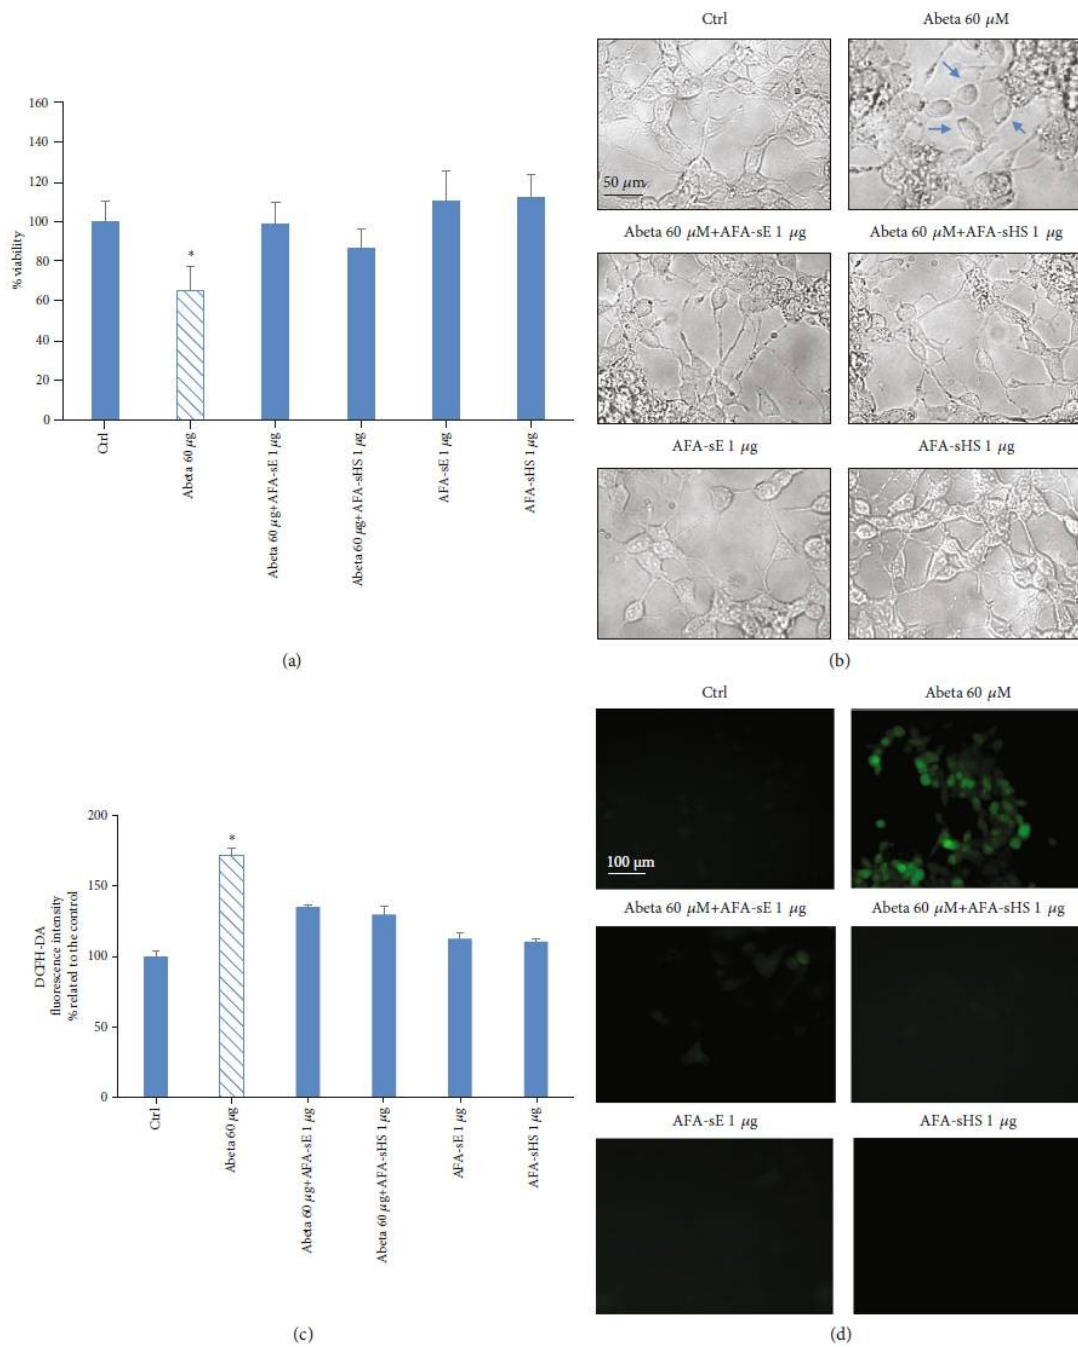 160
140
120
100
80
60
40
20
0
% viability
*
Ctrl
Abeta 60 μg
Abeta 60 μg+AFA-sE 1 μg
Abeta 60 μg+AFA-sHS 1 μg
AFA-sE 1 μg
AFA-sHS 1 μg
(a)
Ctrl
Abeta 60 μM
50 μm
Abeta 60 μM+AFA-sE 1 μg
Abeta 60 μM+AFA-sHS 1 μg
AFA-sE 1 μg
AFA-sHS 1 μg
(b)
200
150
100
50
0
DCFH-DA
fluorescence intensity
% related to the control
*
Ctrl
Abeta 60 μg
Abeta 60 μg+AFA-sE 1 μg
Abeta 60 μg+AFA-sHS 1 μg
AFA-sE 1 μg
AFA-sHS 1 μg
(c)
Ctrl
Abeta 60 μM
100 μm
Abeta 60 μM+AFA-sE 1 μg
Abeta 60 μM+AFA-sHS 1 μg
AFA-sE 1 μg
AFA-sHS 1 μg
(d)